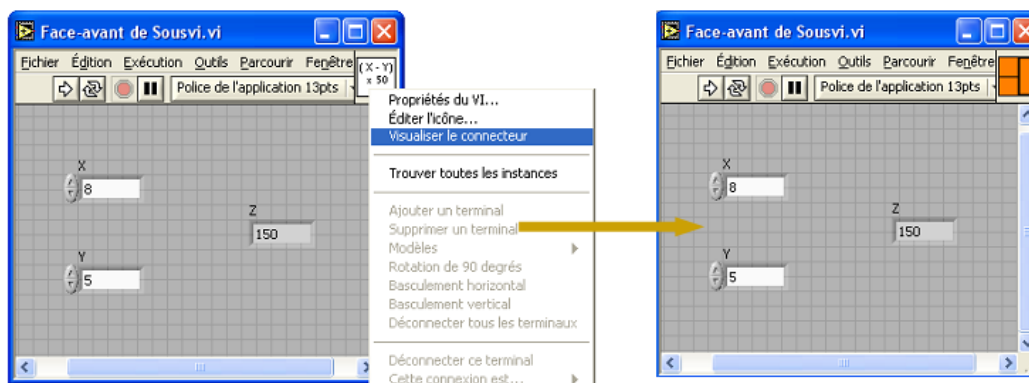 Face-avant de Sousvi.vi
Fichier Édition Exécution Outils Parcourir Fenêtre
(X - Y)
x 50
Police de l'application 13pts
X
8
Z
150
Y
5
Propriétés du VI...
Éditer l'icône...
Visualiser le connecteur
Trouver toutes les instances
Ajouter un terminal
Supprimer un terminal
Modèles
Rotation de 90 degrés
Basculement horizontal
Basculement vertical
Déconnecter tous les terminaux
Déconnecter ce terminal
Cette connexion est...
Face-avant de Sousvi.vi
Fichier Édition Exécution Outils Parcourir Fenêtre
Police de l'application 13pts
X
8
Z
150
Y
5